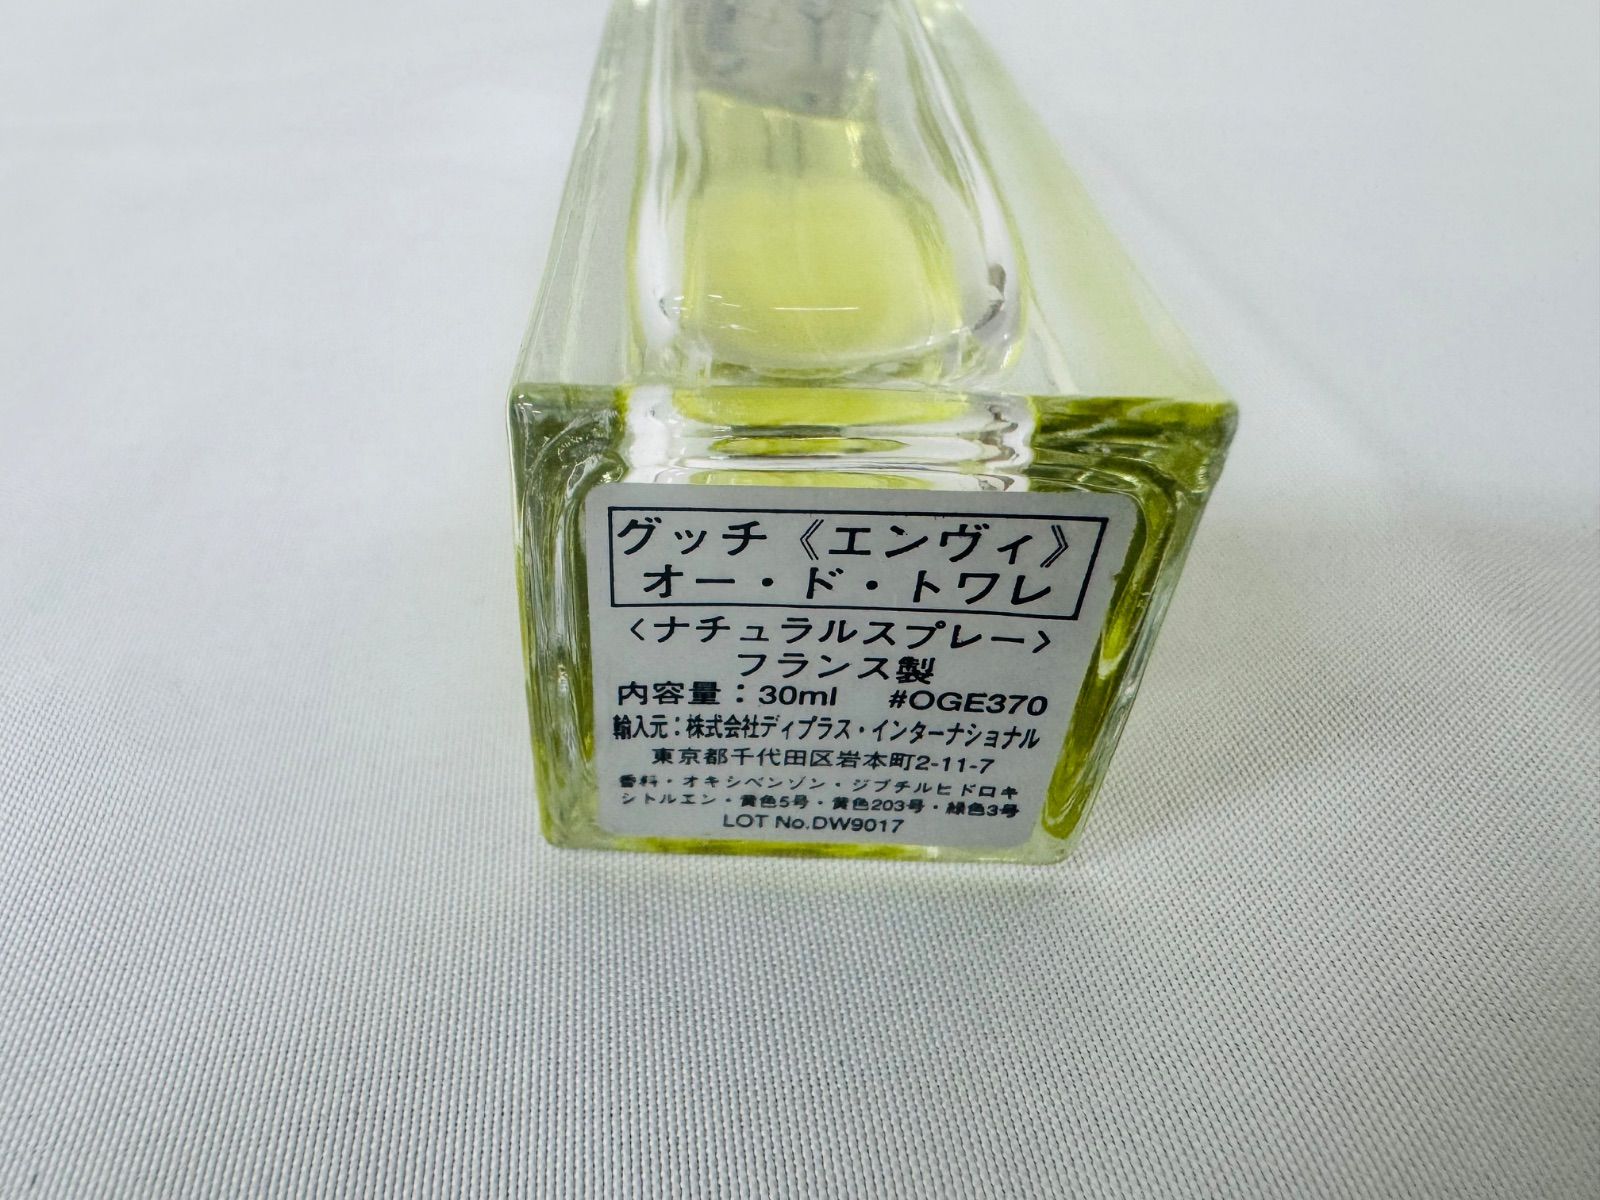 グッチ《エンヴィ》
オー・ド・トワレ
<ナチュラルスプレー>
フランス製
内容量：30ml #OGE370
輸入元：株式会社ディプラス・インターナショナル
東京都千代田区岩本町2-11-7
香料・オキシベンゾン・ジブチルヒドロキ
シトルエン・黄色5号・黄色203号・緑色3号
LOT No.DW9017